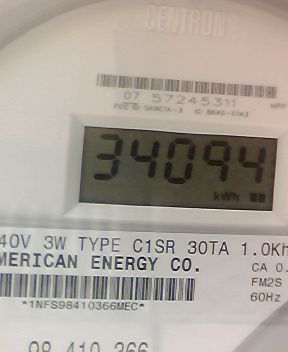 CENTRON®
07 57245311
34094
kWh
40V 3W TYPE C1SR 30TA 1.0Kh
MERICAN ENERGY CO.
CA 0.
FM2S
*1NFS98410366MEC*
60Hz
98 410 366